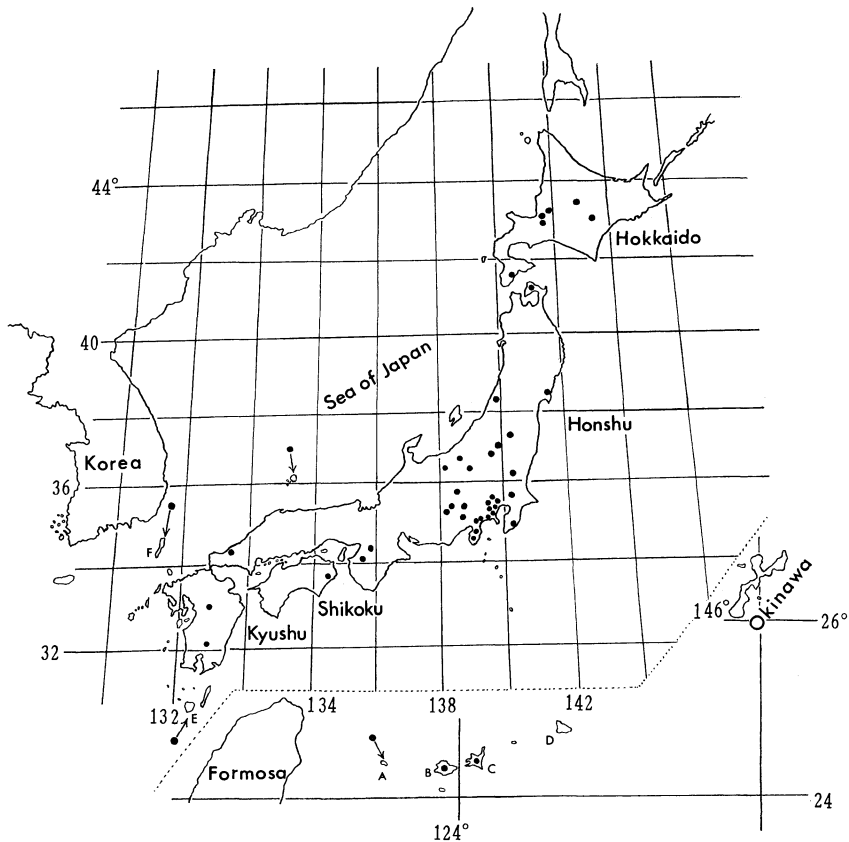 44°
Hokkaido
40
Sea of Japan
Honshu
Korea
36
F
146°
Okinawa
26°
Shikoku
Kyushu
32
132
E
134
138
142
D
Formosa
A
B
C
24
124°